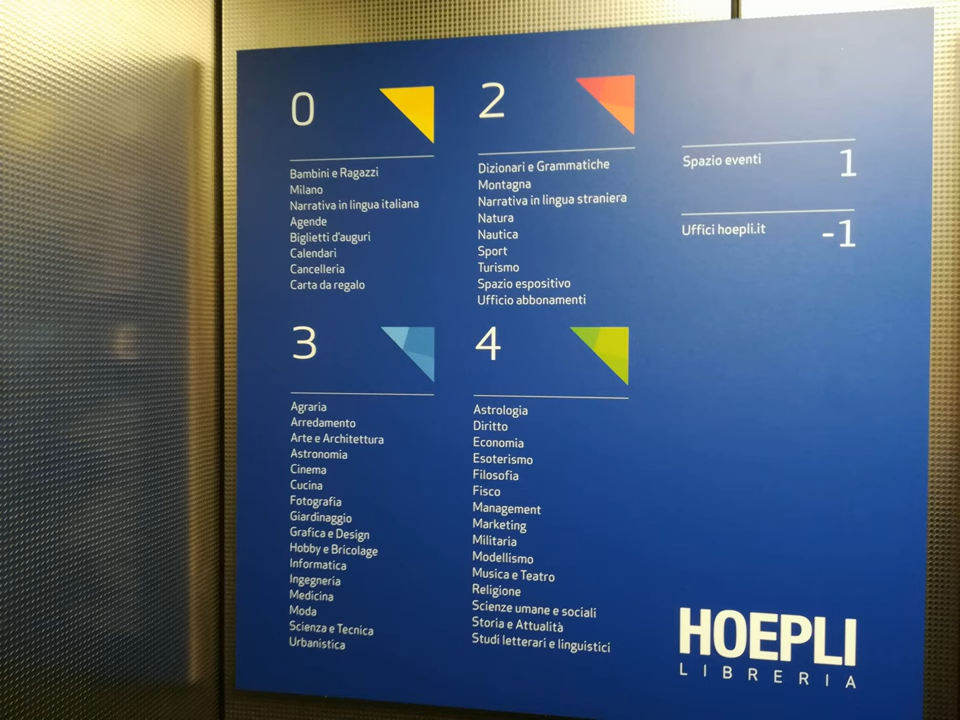 0
Bambini e Ragazzi
Milano
Narrativa in lingua italiana
Agende
Biglietti d'auguri
Calendari
Cancelleria
Carta da regalo
2
Dizionari e Grammatiche
Montagna
Narrativa in lingua straniera
Natura
Nautica
Sport
Turismo
Spazio espositivo
Ufficio abbonamenti
Spazio eventi 1
Uffici hoepli.it -1
3
Agraria
Arredamento
Arte e Architettura
Astronomia
Cinema
Cucina
Fotografia
Giardinaggio
Grafica e Design
Hobby e Bricolage
Informatica
Ingegneria
Medicina
Moda
Scienza e Tecnica
Urbanistica
4
Astrologia
Diritto
Economia
Esoterismo
Filosofia
Fisco
Management
Marketing
Militaria
Modellismo
Musica e Teatro
Religione
Scienze umane e sociali
Storia e Attualità
Studi letterari e linguistici
HOEPLI
LIBRERIA